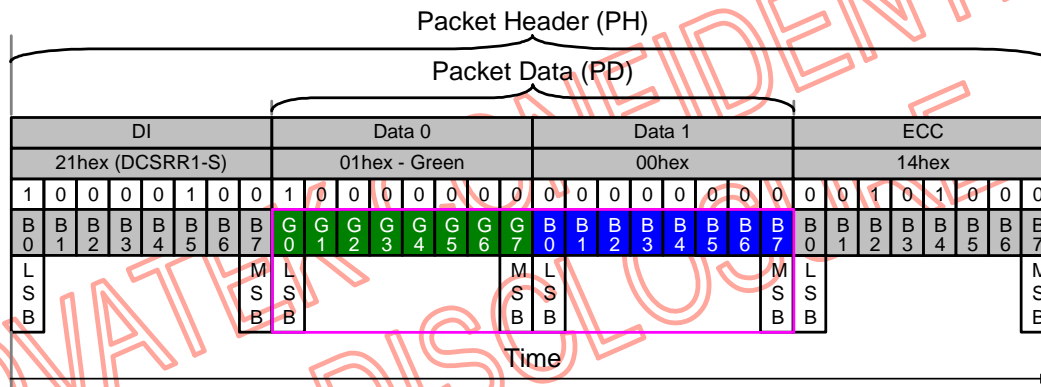 Packet Header (PH)
Packet Data (PD)
DI Data 0 Data 1 ECC
21hex (DCSRR1-S) 01hex - Green 00hex 14hex
1 0 0 0 0 1 0 0 1 0 0 0 0 0 0 0 0 0 0 0 0 0 0 0 0 0 1 0 0 0 0
B0 B1 B2 B3 B4 B5 B6 B7 G0 G1 G2 G3 G4 G5 G6 G7 B0 B1 B2 B3 B4 B5 B6 B7 B0 B1 B2 B3 B4 B5 B6 B7
LSB MSB LSB MSB LSB MSB LSB MSB
Time
DISCLOSURE